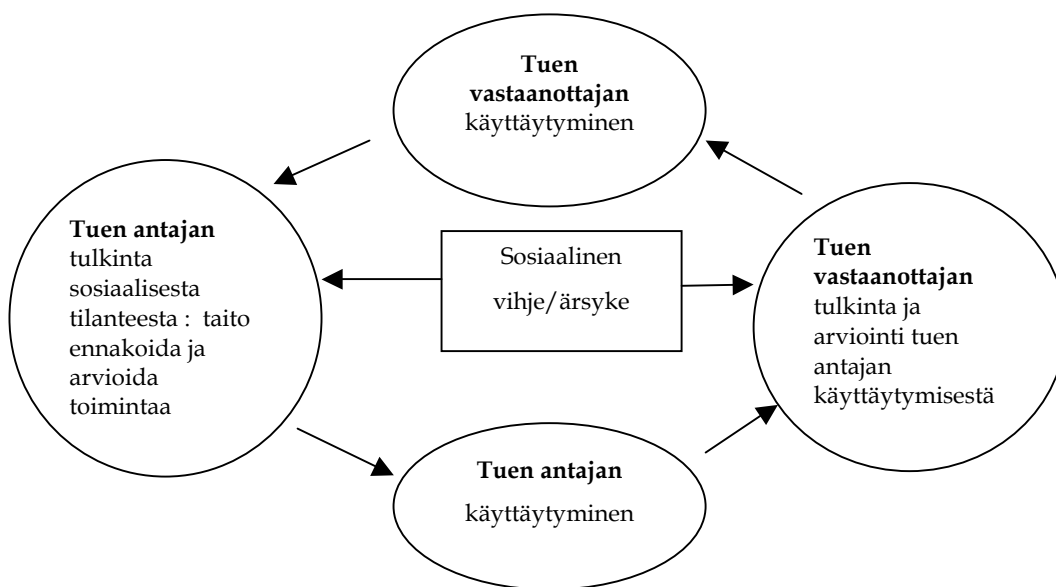 Tuen
vastaanottajan
käyttäytyminen
Tuen antajan
tulkinta
sosiaalisesta
tilanteesta : taito
ennakoida ja
arvioida
toimintaa
Sosiaalinen
vihje/ärsyke
Tuen
vastaanottajan
tulkinta ja
arviointi tuen
antajan
käyttäytymisestä
Tuen antajan
käyttäytyminen